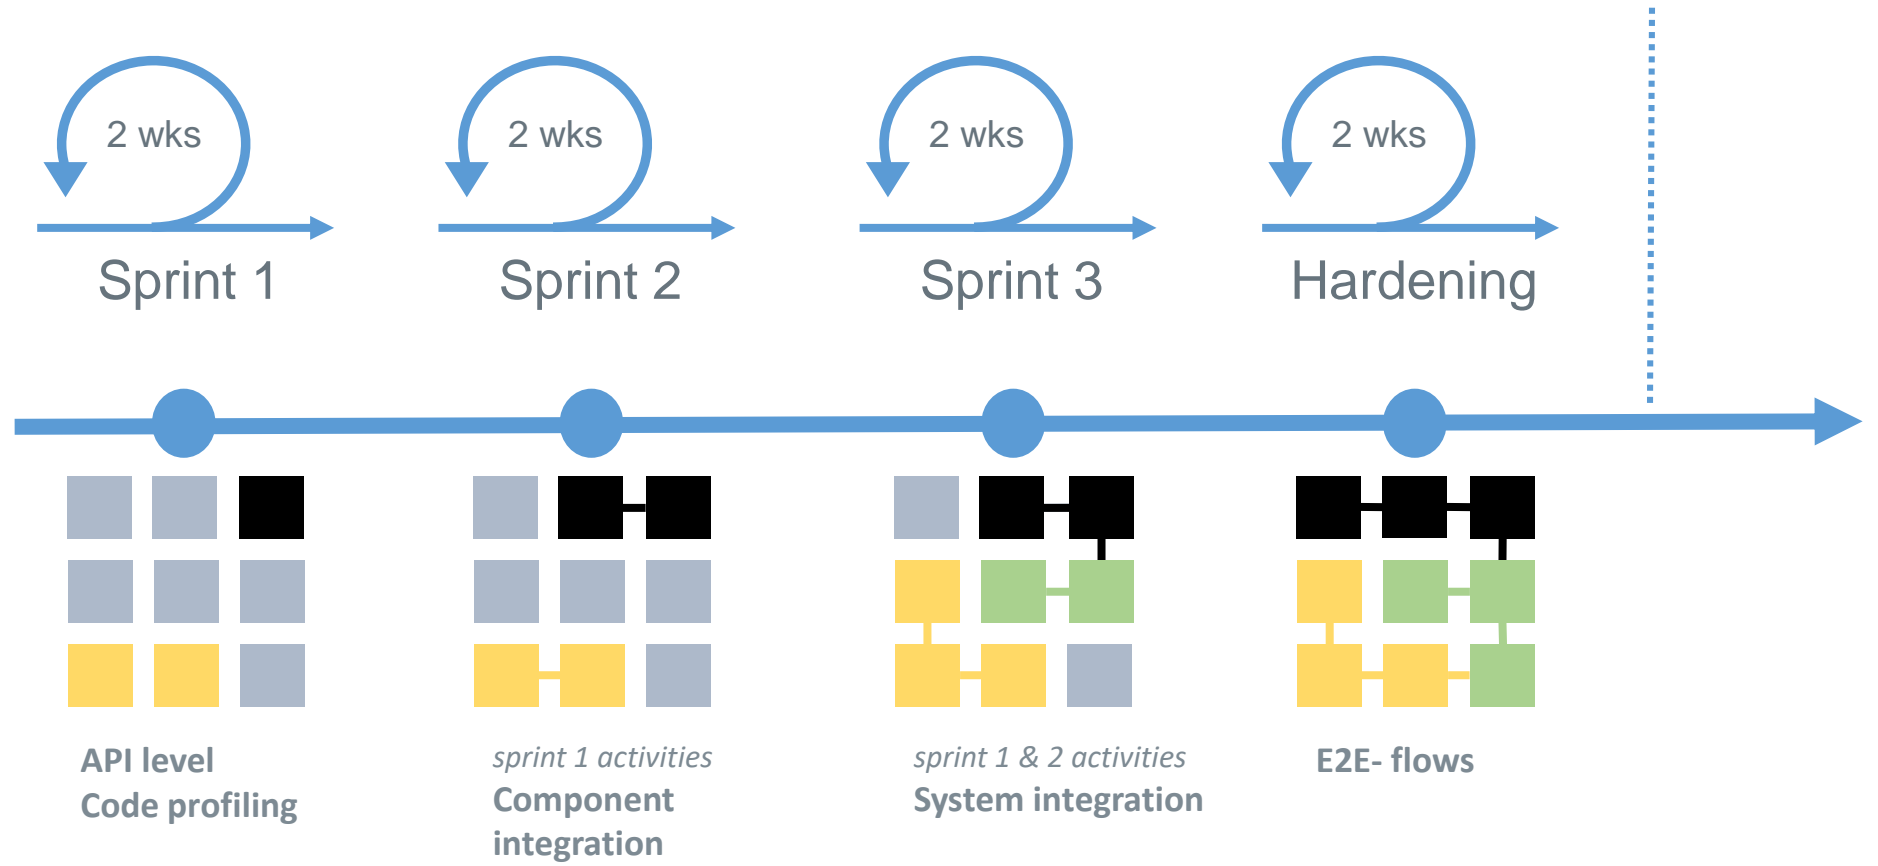 2 wks
2 wks
2 wks
2 wks
Sprint 1
Sprint 2
Sprint 3
Hardening
API level
Code profiling
sprint 1 activities
Component
integration
sprint 1 & 2 activities
System integration
E2E- flows